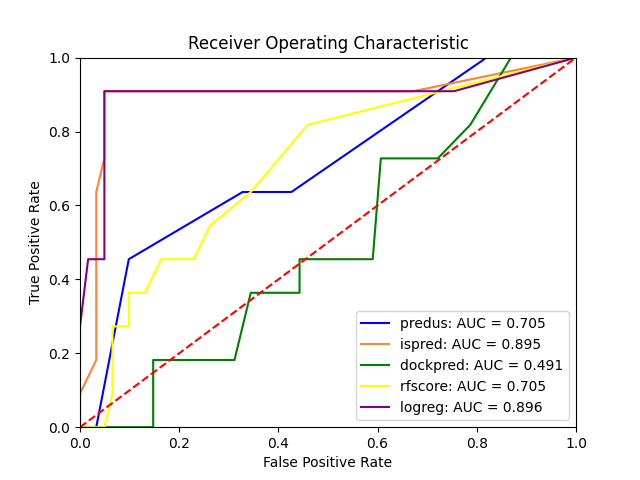 Receiver Operating Characteristic
True Positive Rate
1.0
0.8
0.6
0.4
0.2
0.0
predus: AUC = 0.705
ispred: AUC = 0.895
dockpred: AUC = 0.491
rfscore: AUC = 0.705
logreg: AUC = 0.896
0.0 0.2 0.4 0.6 0.8 1.0
False Positive Rate